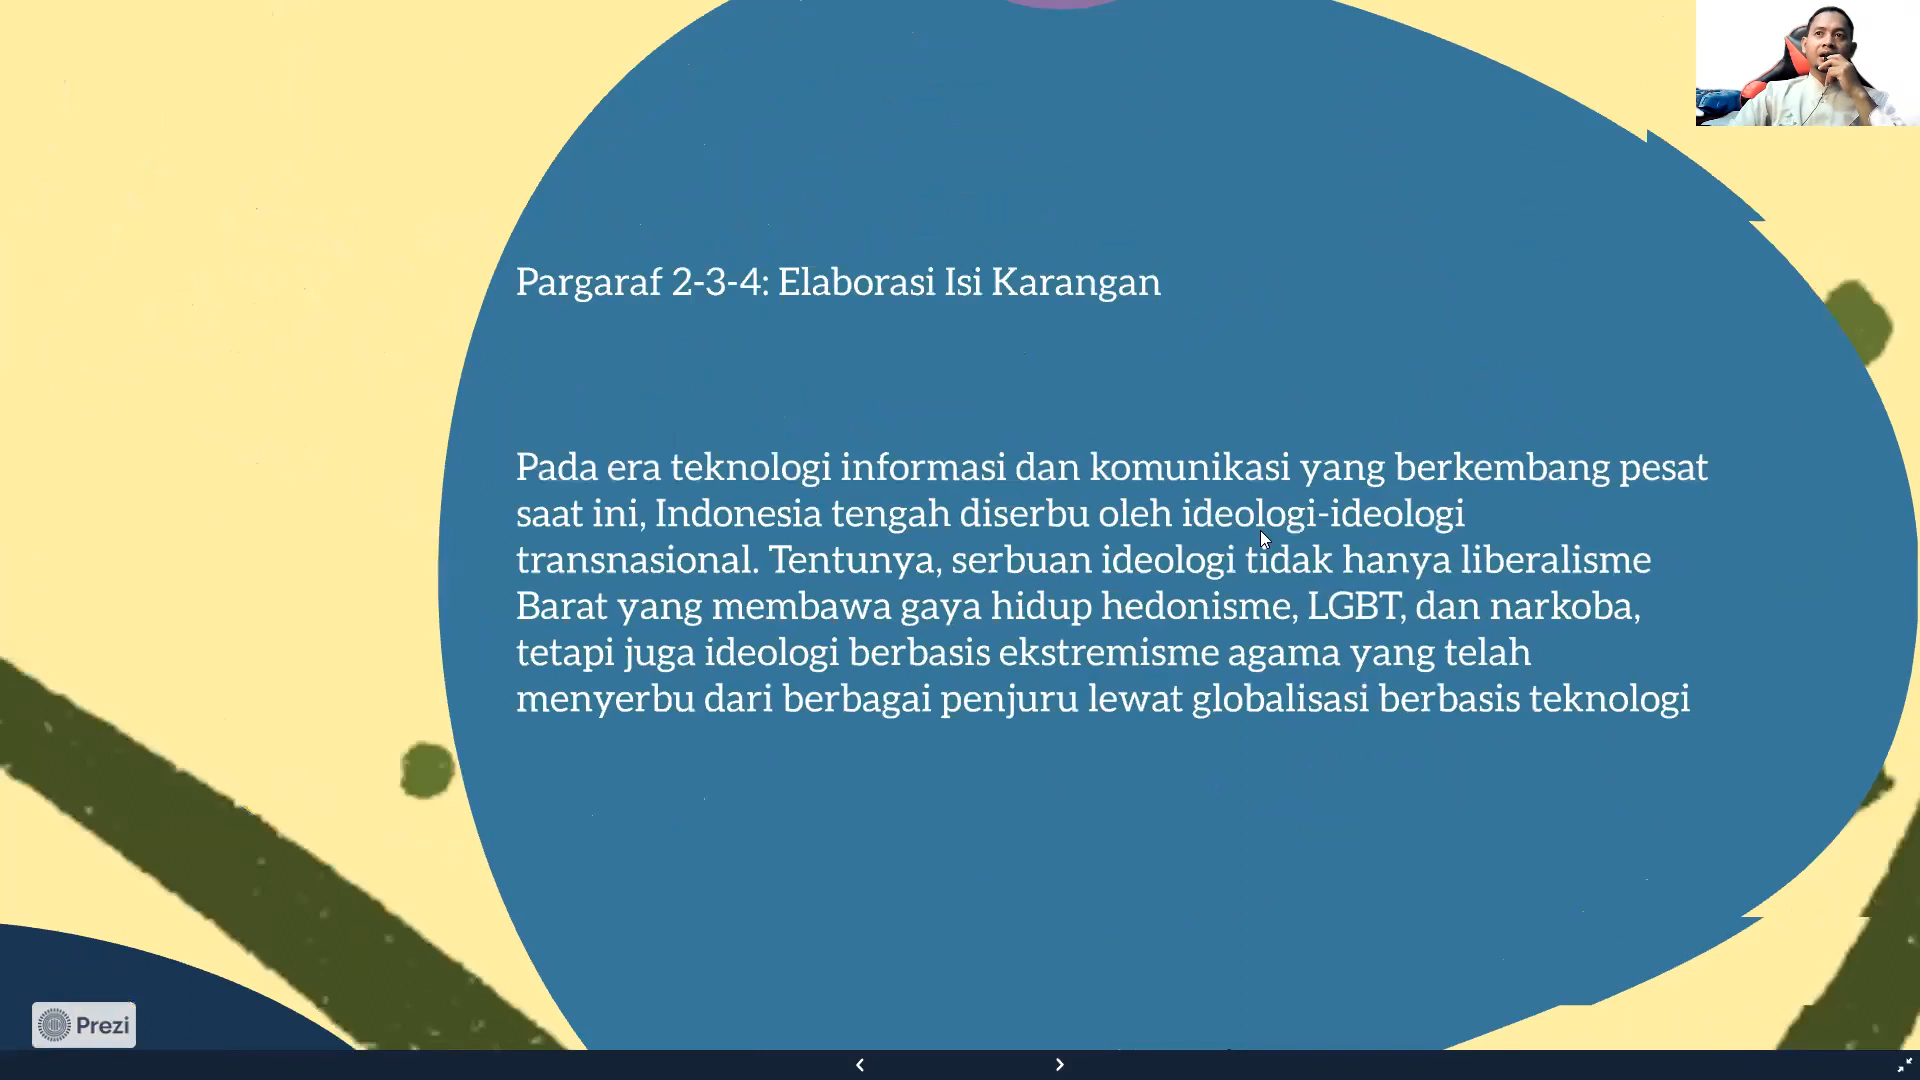 Pargaraf 2-3-4: Elaborasi Isi Karangan
Pada era teknologi informasi dan komunikasi yang berkembang pesat
saat ini, Indonesia tengah diserbu oleh ideologi-ideologi
transnasional. Tentunya, serbuan ideologi tidak hanya liberalisme
Barat yang membawa gaya hidup hedonisme, LGBT, dan narkoba,
tetapi juga ideologi berbasis ekstremisme agama yang telah
menyerbu dari berbagai penjuru lewat globalisasi berbasis teknologi
Prezi